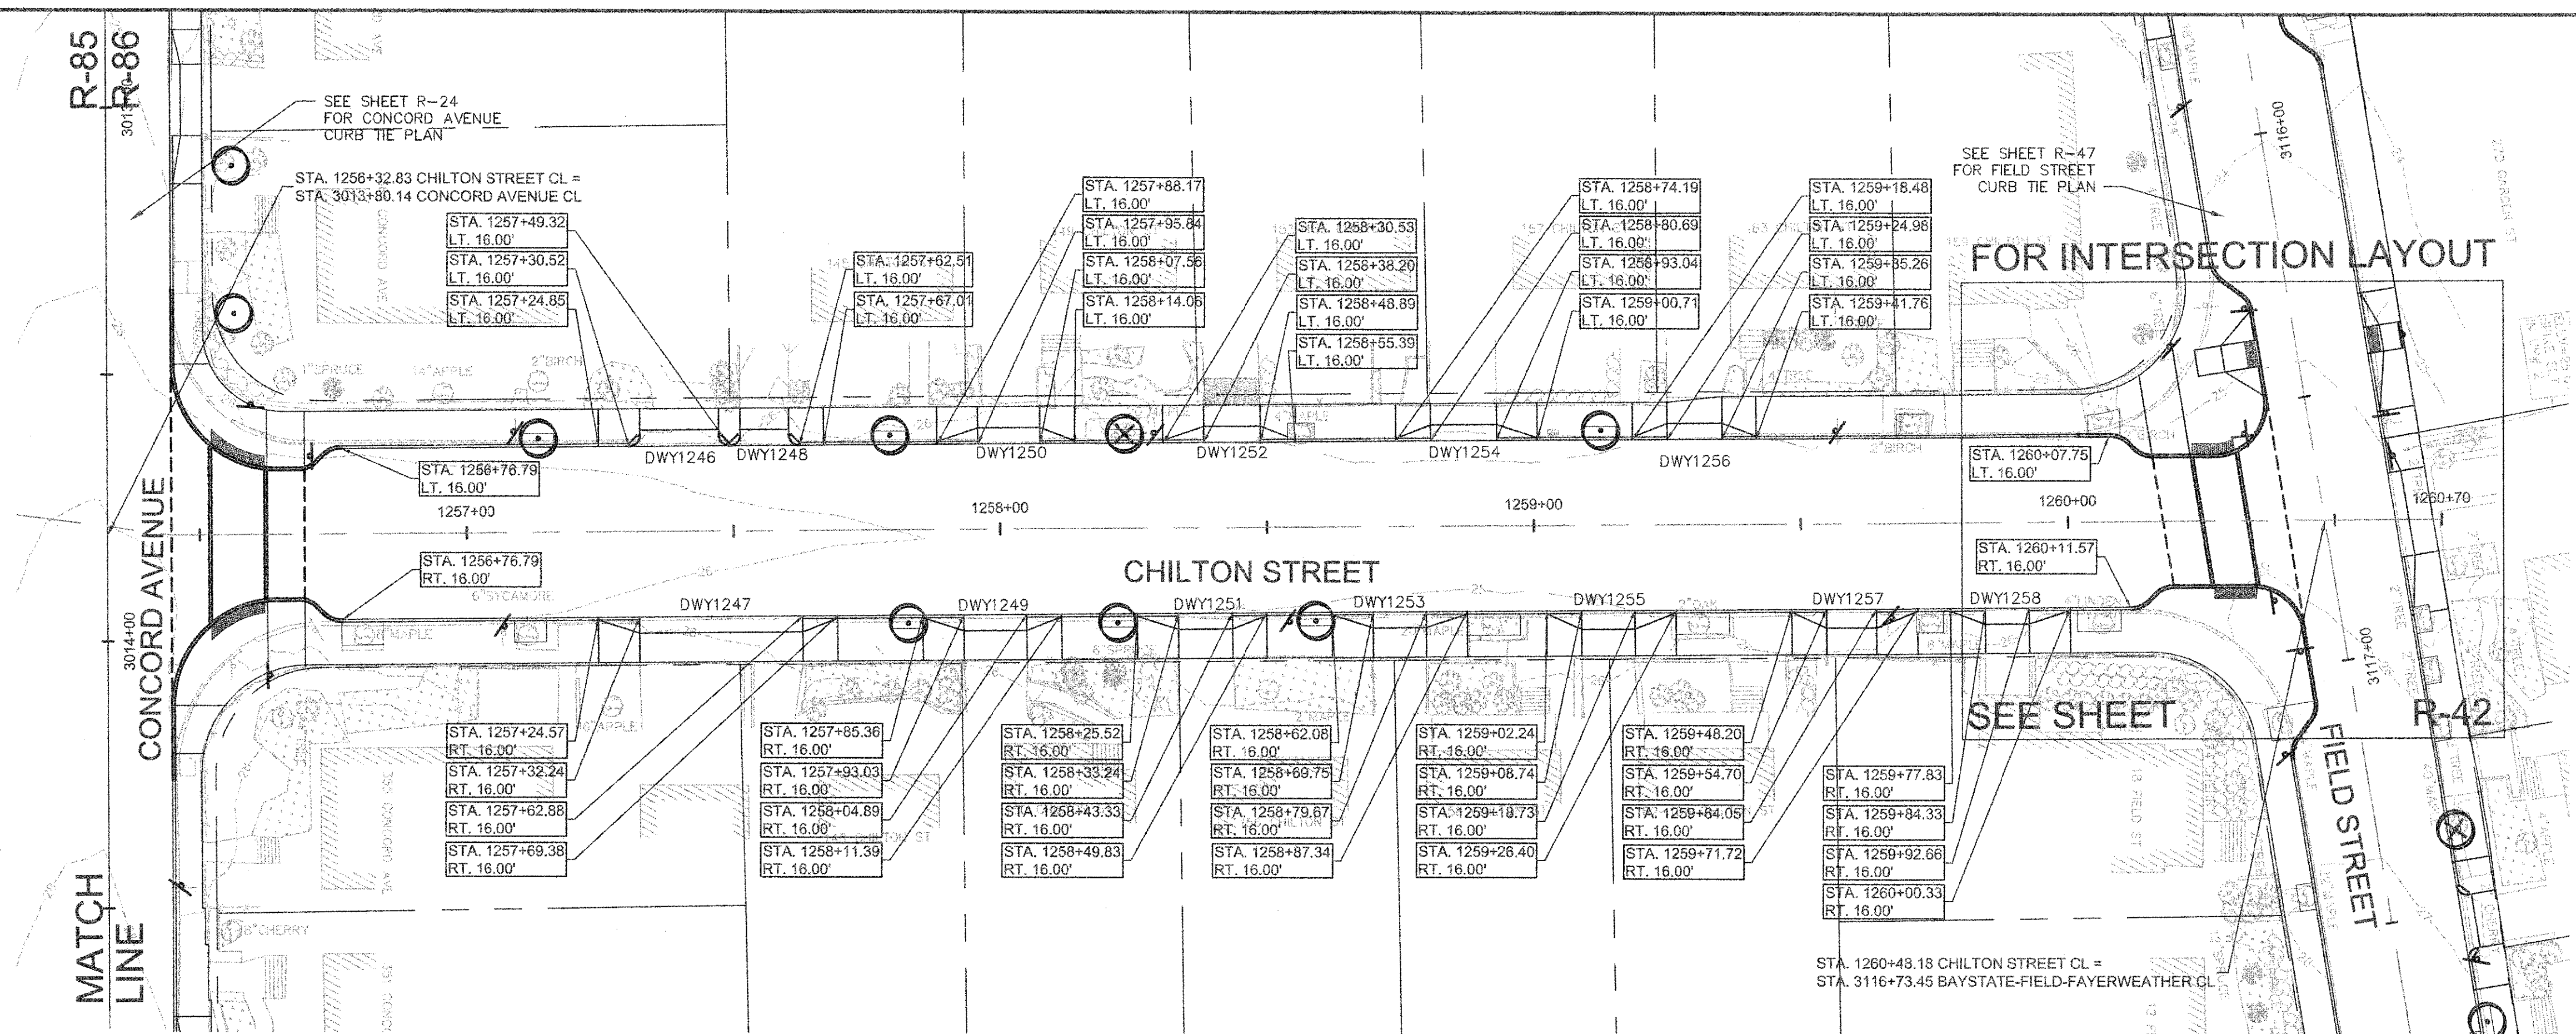 R-85
R-86
SEE SHEET R-24
FOR CONCORD AVENUE
CURB TIE PLAN
STA. 1256+32.83 CHILTON STREET CL =
STA. 3013+80.14 CONCORD AVENUE CL
STA. 1257+49.32
LT. 16.00'
STA. 1257+30.52
LT. 16.00'
STA. 1257+24.85
LT. 16.00'
STA. 1257+62.51
LT. 16.00'
STA. 1257+67.01
LT. 16.00'
STA. 1257+88.17
LT. 16.00'
STA. 1257+95.84
LT. 16.00'
STA. 1258+07.56
LT. 16.00'
STA. 1258+14.06
LT. 16.00'
STA. 1258+30.53
LT. 16.00'
STA. 1258+38.20
LT. 16.00'
STA. 1258+48.89
LT. 16.00'
STA. 1258+55.39
LT. 16.00'
STA. 1258+74.19
LT. 16.00'
STA. 1258+80.69
LT. 16.00'
STA. 1258+93.04
LT. 16.00'
STA. 1259+00.71
LT. 16.00'
STA. 1259+18.48
LT. 16.00'
STA. 1259+24.98
LT. 16.00'
STA. 1259+35.26
LT. 16.00'
STA. 1259+41.76
LT. 16.00'
SEE SHEET R-47
FOR FIELD STREET
CURB TIE PLAN
3116+00
FOR INTERSECTION LAYOUT
1"SPRUCE
14"APPLE
2"BIRCH
DWY1246
DWY1248
DWY1250
DWY1252
DWY1254
DWY1256
2"BIRCH
STA. 1256+76.79
LT. 16.00'
STA. 1260+07.75
LT. 16.00'
1257+00
1258+00
1259+00
1260+00
1260+70
CONCORD AVENUE
CHILTON STREET
STA. 1256+76.79
RT. 16.00'
STA. 1260+11.57
RT. 16.00'
6"SYCAMORE
DWY1247
DWY1249
DWY1251
DWY1253
DWY1255
DWY1257
DWY1258
3014+00
3117+00
STA. 1257+24.57
RT. 16.00'
STA. 1257+32.24
RT. 16.00'
STA. 1257+62.88
RT. 16.00'
STA. 1257+69.38
RT. 16.00'
STA. 1257+85.36
RT. 16.00'
STA. 1257+93.03
RT. 16.00'
STA. 1258+04.89
RT. 16.00'
STA. 1258+11.39
RT. 16.00'
STA. 1258+25.52
RT. 16.00'
STA. 1258+33.24
RT. 16.00'
STA. 1258+43.33
RT. 16.00'
STA. 1258+49.83
RT. 16.00'
STA. 1258+62.08
RT. 16.00'
STA. 1258+69.75
RT. 16.00'
STA. 1258+79.67
RT. 16.00'
STA. 1258+87.34
RT. 16.00'
STA. 1259+02.24
RT. 16.00'
STA. 1259+08.74
RT. 16.00'
STA. 1259+18.73
RT. 16.00'
STA. 1259+26.40
RT. 16.00'
STA. 1259+48.20
RT. 16.00'
STA. 1259+54.70
RT. 16.00'
STA. 1259+64.05
RT. 16.00'
STA. 1259+71.72
RT. 16.00'
STA. 1259+77.83
RT. 16.00'
STA. 1259+84.33
RT. 16.00'
STA. 1259+92.66
RT. 16.00'
STA. 1260+00.33
RT. 16.00'
SEE SHEET R-42
FIELD STREET
MATCH
LINE
8"CHERRY
STA. 1260+48.18 CHILTON STREET CL =
STA. 3116+73.45 BAYSTATE-FIELD-FAYERWEATHER CL